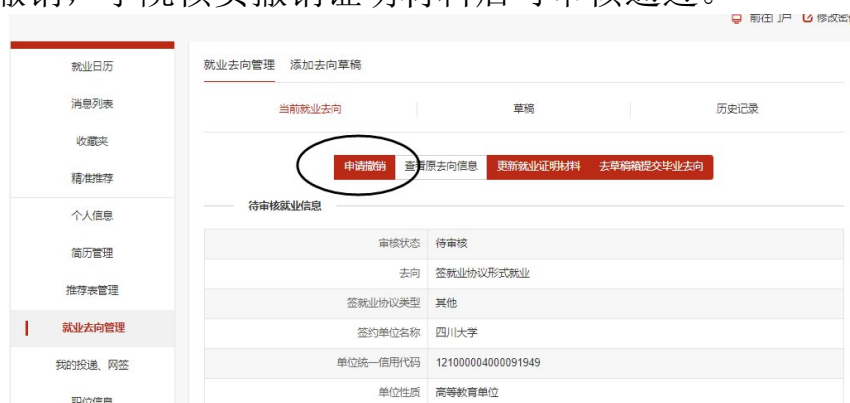 撤销，学院核实撤销证明材料后可审核通过。
前往门户 修改密
就业日历
消息列表
收藏夹
精准推荐
个人信息
简历管理
推荐表管理
就业去向管理
我的投递、网签
职位信息
就业去向管理 添加去向草稿
当前就业去向 草稿 历史记录
申请撤销 查看原去向信息 更新就业证明材料 去草稿箱提交毕业去向
待审核就业信息
审核状态 待审核
去向 签就业协议形式就业
签就业协议类型 其他
签约单位名称 四川大学
单位统一信用代码 121000004000091949
单位性质 高等教育单位